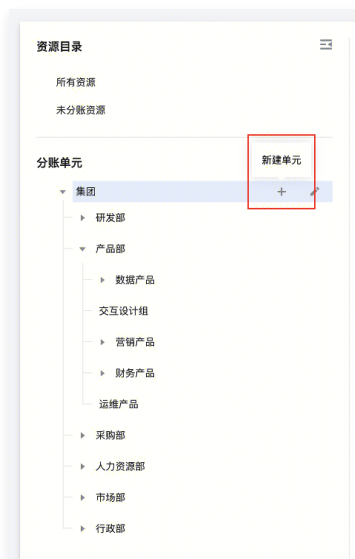 资源目录
所有资源
未分账资源
分账单元
新建单元
集团
研发部
产品部
数据产品
交互设计组
营销产品
财务产品
运维产品
采购部
人力资源部
市场部
行政部